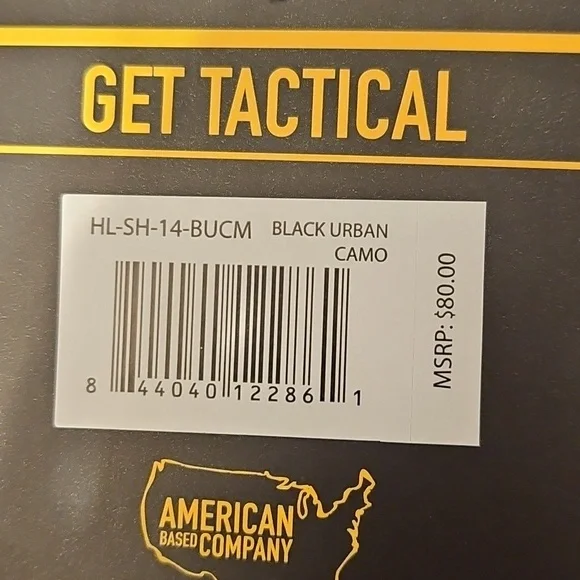 GET TACTICAL
HL-SH-14-BUCM BLACK URBAN
CAMO
MSRP: $80.00
8 44040 12286 1
AMERICAN
BASED COMPANY